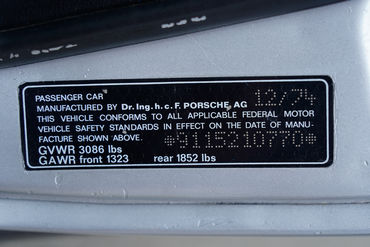 PASSENGER CAR
MANUFACTURED BY Dr. Ing. h. c. F. PORSCHE, AG 12/74
THIS VEHICLE CONFORMS TO ALL APPLICABLE FEDERAL MOTOR
VEHICLE SAFETY STANDARDS IN EFFECT ON THE DATE OF MANU-
FACTURE SHOWN ABOVE. *9115210770*
GVWR 3086 lbs
GAWR front 1323 rear 1852 lbs